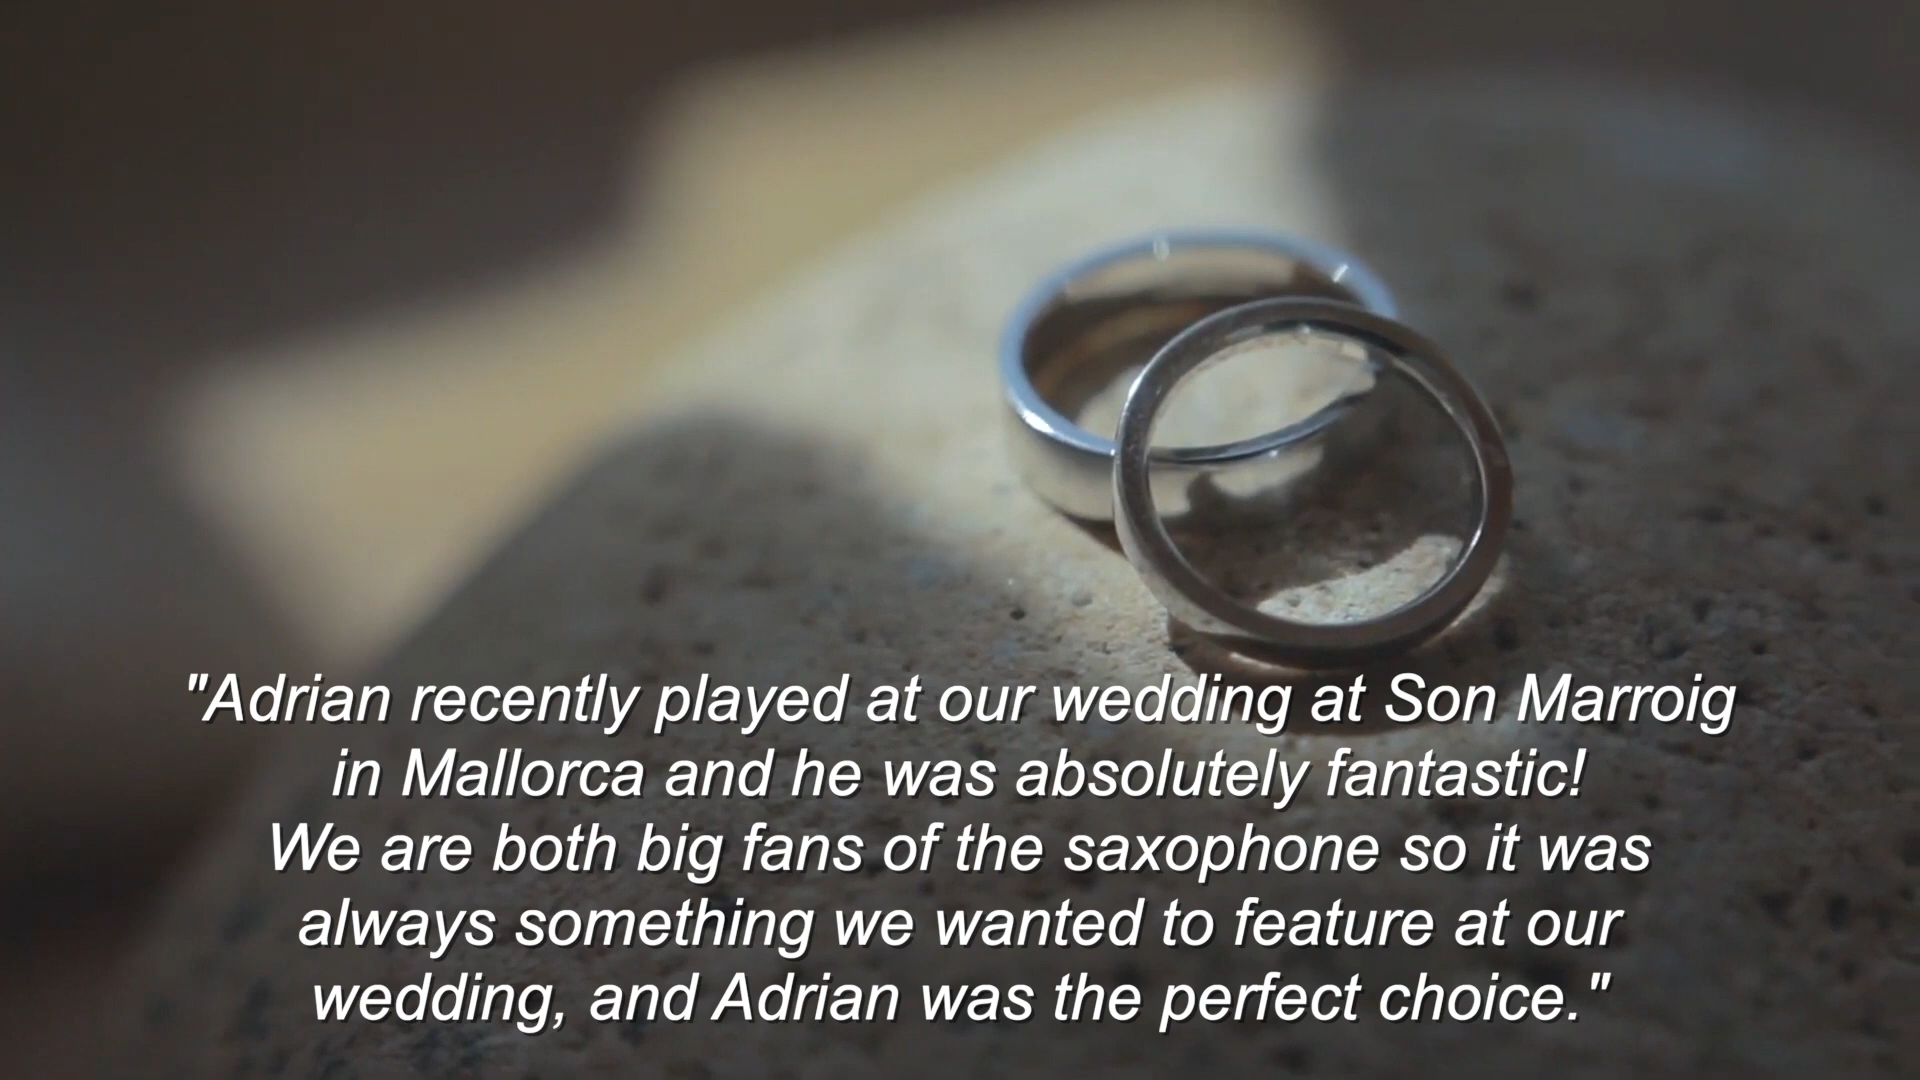 "Adrian recently played at our wedding at Son Marroig
in Mallorca and he was absolutely fantastic!
We are both big fans of the saxophone so it was
always something we wanted to feature at our
wedding, and Adrian was the perfect choice."